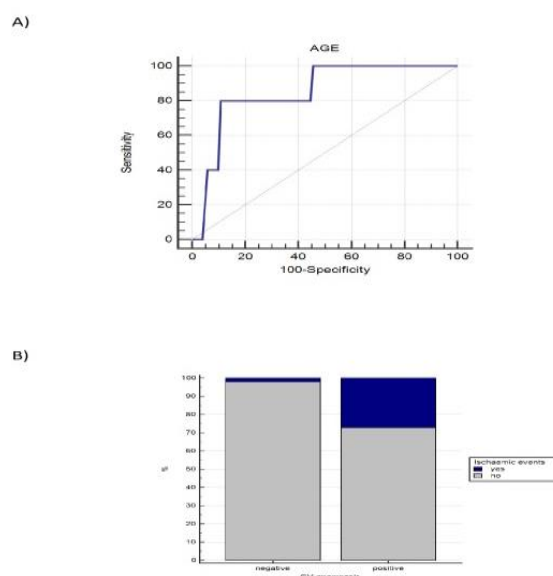 A)
AGE
100
80
60
40
20
0
Sensitivity
0 20 40 60 80 100
100-Specificity
B)
100
90
80
70
60
50
40
30
20
10
0
%
negative positive
Ischaemic events
yes
no